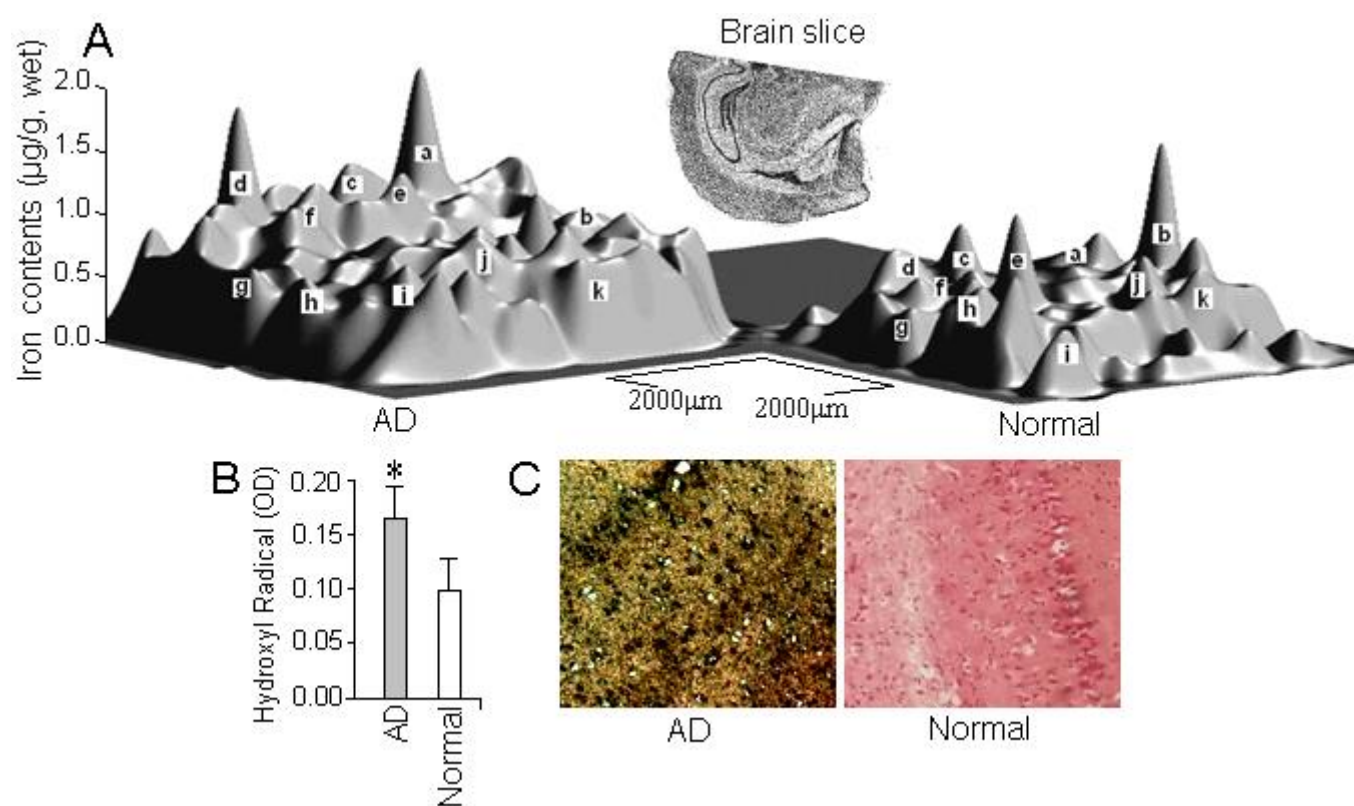 A
Brain slice
Iron contents (µg/g, wet)
2.0
1.5
1.0
0.5
0.0
a
b
c
d
e
f
g
h
i
j
k
a
b
c
d
e
f
g
h
i
j
k
2000µm
2000µm
AD
Normal
B
Hydroxyl Radical (OD)
0.20
0.15
0.10
0.05
0.00
*
AD
Normal
C
AD
Normal